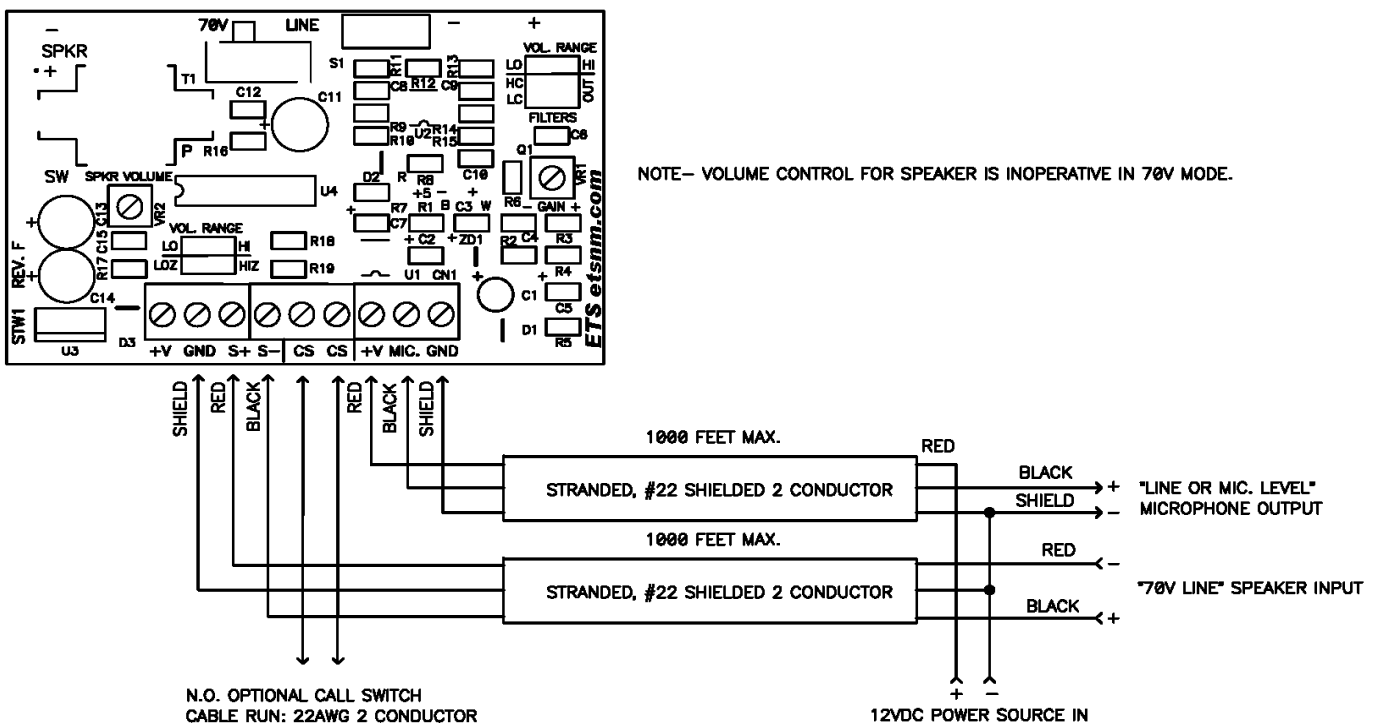 70V LINE - +
- SPKR +
S1 R11 R12 R13
VOL. RANGE
LO HI
HC
LC OUT
FILTERS
T1
C12 C11 C8 C9
R16 P
R9 U2 R14
R10 R15
C6
Q1
SW SPKR VOLUME
U4 D2 R R8 C10
+5 - +
R6 VR1
C13 VR2
R7 R1 B C3 W - GAIN +
VOL. RANGE
LO HI
LOZ HIZ
C15 R18 C7 C2 ZD1 R2 C4 R3
R17 R19 U1 CN1 R4
REV. F
C14 C1 C5
STW1 U3 D3 D1 R5
ETS etsnm.com
+V GND S+ S- CS CS +V MIC. GND
NOTE- VOLUME CONTROL FOR SPEAKER IS INOPERATIVE IN 70V MODE.
SHIELD RED BLACK RED BLACK SHIELD
1000 FEET MAX.
RED
STRANDED, #22 SHIELDED 2 CONDUCTOR
BLACK + "LINE OR MIC. LEVEL"
SHIELD - MICROPHONE OUTPUT
1000 FEET MAX.
RED -
STRANDED, #22 SHIELDED 2 CONDUCTOR
"70V LINE" SPEAKER INPUT
BLACK +
N.O. OPTIONAL CALL SWITCH
CABLE RUN: 22AWG 2 CONDUCTOR
+ -
12VDC POWER SOURCE IN